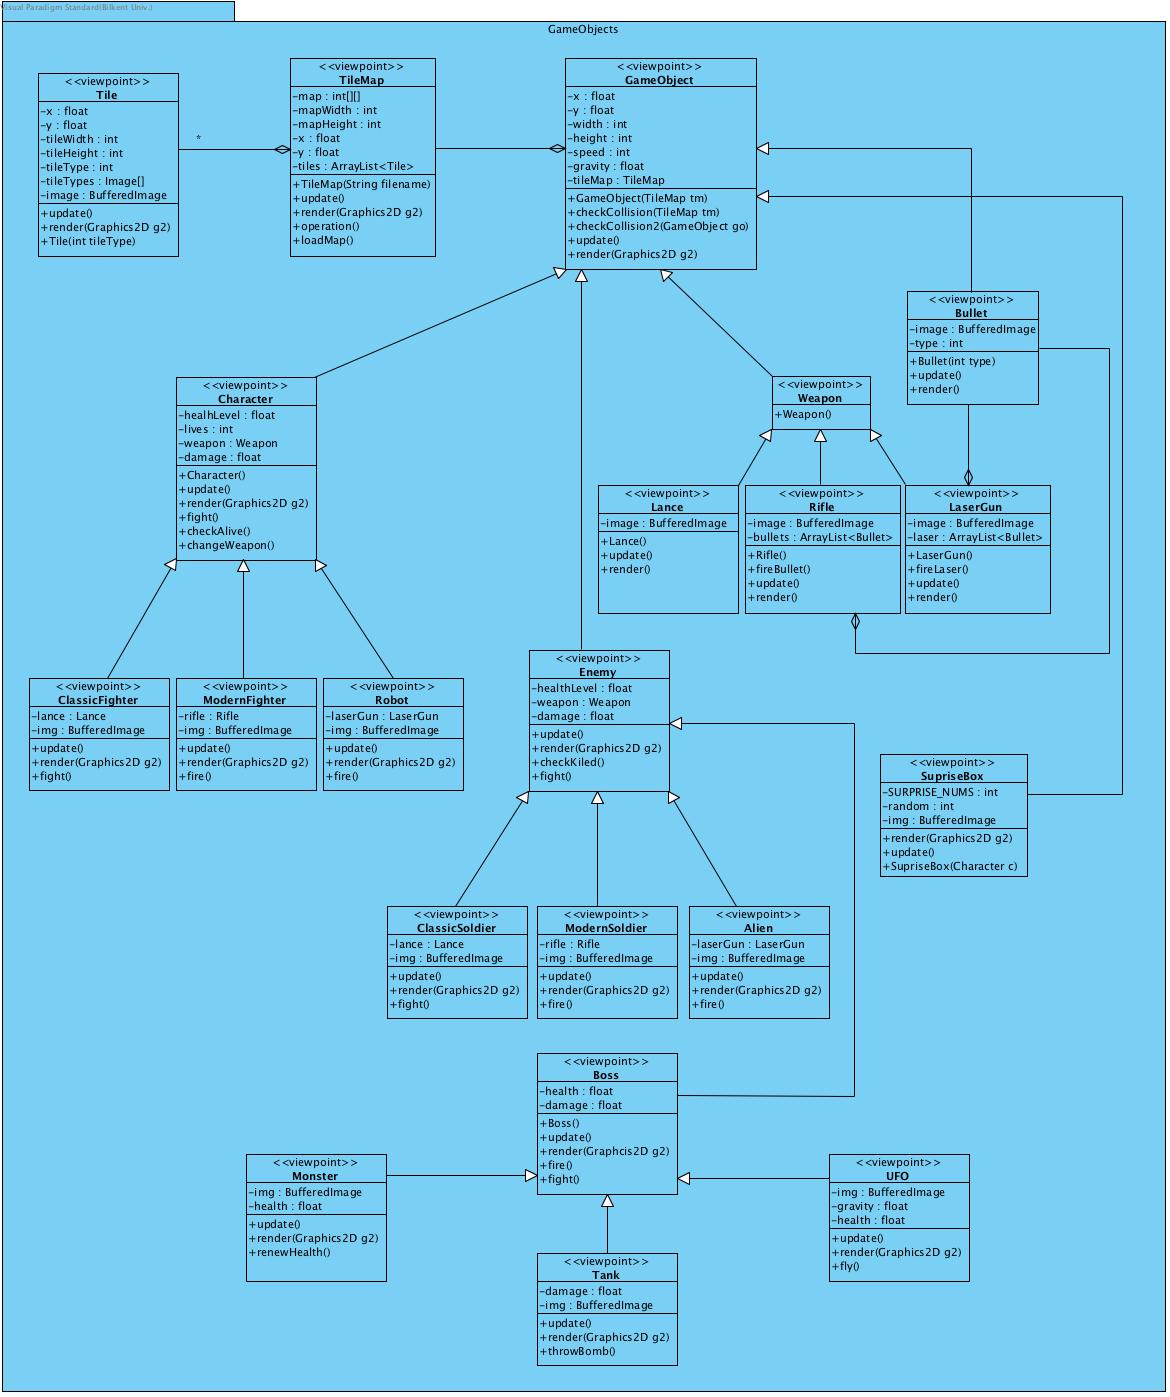 Visual Paradigm Standard(Bilkent Univ.)
GameObjects
<<viewpoint>>
Tile
-x : float
-y : float
-tileWidth : int
-tileHeight : int
-tileType : int
-tileTypes : Image[]
-image : BufferedImage
+update()
+render(Graphics2D g2)
+Tile(int tileType)
*
<<viewpoint>>
TileMap
-map : int[][]
-mapWidth : int
-mapHeight : int
-x : float
-y : float
-tiles : ArrayList<Tile>
+TileMap(String filename)
+update()
+render(Graphics2D g2)
+operation()
+loadMap()
<<viewpoint>>
GameObject
-x : float
-y : float
-width : int
-height : int
-speed : int
-gravity : float
-tileMap : TileMap
+GameObject(TileMap tm)
+checkCollision(TileMap tm)
+checkCollision2(GameObject go)
+update()
+render(Graphics2D g2)
<<viewpoint>>
Bullet
-image : BufferedImage
-type : int
+Bullet(int type)
+update()
+render()
<<viewpoint>>
Character
-healhLevel : float
-lives : int
-weapon : Weapon
-damage : float
+Character()
+update()
+render(Graphics2D g2)
+fight()
+checkAlive()
+changeWeapon()
<<viewpoint>>
Weapon
+Weapon()
<<viewpoint>>
Lance
-image : BufferedImage
+Lance()
+update()
+render()
<<viewpoint>>
Rifle
-image : BufferedImage
-bullets : ArrayList<Bullet>
+Rifle()
+fireBullet()
+update()
+render()
<<viewpoint>>
LaserGun
-image : BufferedImage
-laser : ArrayList<Bullet>
+LaserGun()
+fireLaser()
+update()
+render()
<<viewpoint>>
ClassicFighter
-lance : Lance
-img : BufferedImage
+update()
+render(Graphics2D g2)
+fight()
<<viewpoint>>
ModernFighter
-rifle : Rifle
-img : BufferedImage
+update()
+render(Graphics2D g2)
+fire()
<<viewpoint>>
Robot
-laserGun : LaserGun
-img : BufferedImage
+update()
+render(Graphics2D g2)
+fire()
<<viewpoint>>
Enemy
-healthLevel : float
-weapon : Weapon
-damage : float
+update()
+render(Graphics2D g2)
+checkKiled()
+fight()
<<viewpoint>>
SupriseBox
-SURPRISE_NUMS : int
-random : int
-img : BufferedImage
+render(Graphics2D g2)
+update()
+SupriseBox(Character c)
<<viewpoint>>
ClassicSoldier
-lance : Lance
-img : BufferedImage
+update()
+render(Graphics2D g2)
+fight()
<<viewpoint>>
ModernSoldier
-rifle : Rifle
-img : BufferedImage
+update()
+render(Graphics2D g2)
+fire()
<<viewpoint>>
Alien
-laserGun : LaserGun
-img : BufferedImage
+update()
+render(Graphics2D g2)
+fire()
<<viewpoint>>
Boss
-health : float
-damage : float
+Boss()
+update()
+render(Graphcis2D g2)
+fire()
+fight()
<<viewpoint>>
Monster
-img : BufferedImage
-health : float
+update()
+render(Graphics2D g2)
+renewHealth()
<<viewpoint>>
UFO
-img : BufferedImage
-gravity : float
-health : float
+update()
+render(Graphics2D g2)
+fly()
<<viewpoint>>
Tank
-damage : float
-img : BufferedImage
+update()
+render(Graphics2D g2)
+throwBomb()